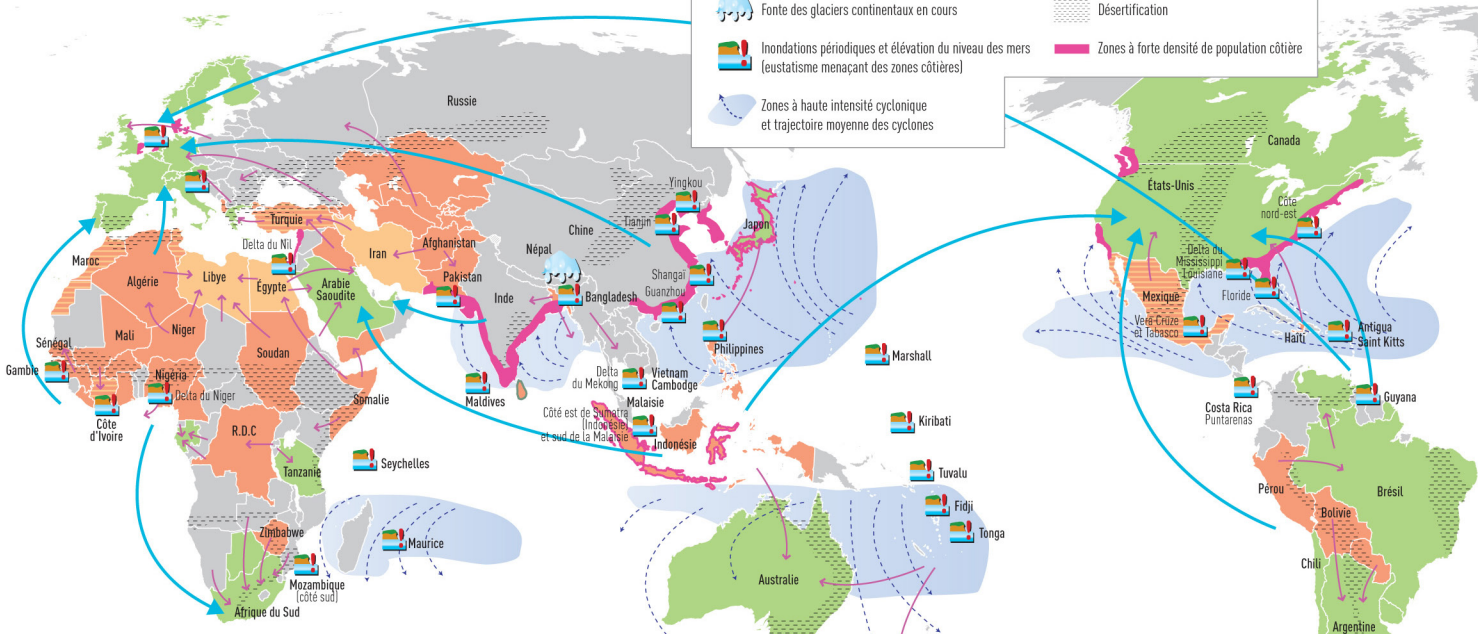 Fonte des glaciers continentaux en cours
Désertification
Inondations périodiques et élévation du niveau des mers
(eustatisme menaçant des zones côtières)
Zones à forte densité de population côtière
Zones à haute intensité cyclonique
et trajectoire moyenne des cyclones
Russie
Canada
États-Unis
Côte
nord-est
Yingkou
Tianjin
Japon
Chine
Népal
Turquie
Delta du Nil
Iran
Afghanistan
Pakistan
Maroc
Algérie
Libye
Égypte
Arabie
Saoudite
Inde
Bangladesh
Shangaï
Guanzhou
Delta du
Mississippi
Louisiane
Floride
Mexique
Vera Cruze
et Tabasco
Haïti
Antigua
Saint Kitts
Mali
Niger
Sénégal
Soudan
Gambie
Nigéria
Delta du Niger
Côte
d'Ivoire
Somalie
Maldives
Philippines
Delta
du Mekong
Vietnam
Cambodge
Malaisie
Côté est de Sumatra
(Indonésie)
et sud de la Malaisie
Indonésie
Marshall
Kiribati
Costa Rica
Puntarenas
Guyana
R.D.C
Tanzanie
Seychelles
Tuvalu
Fidji
Tonga
Pérou
Brésil
Bolivie
Zimbabwe
Maurice
Mozambique
(côté sud)
Afrique du Sud
Australie
Chili
Argentine